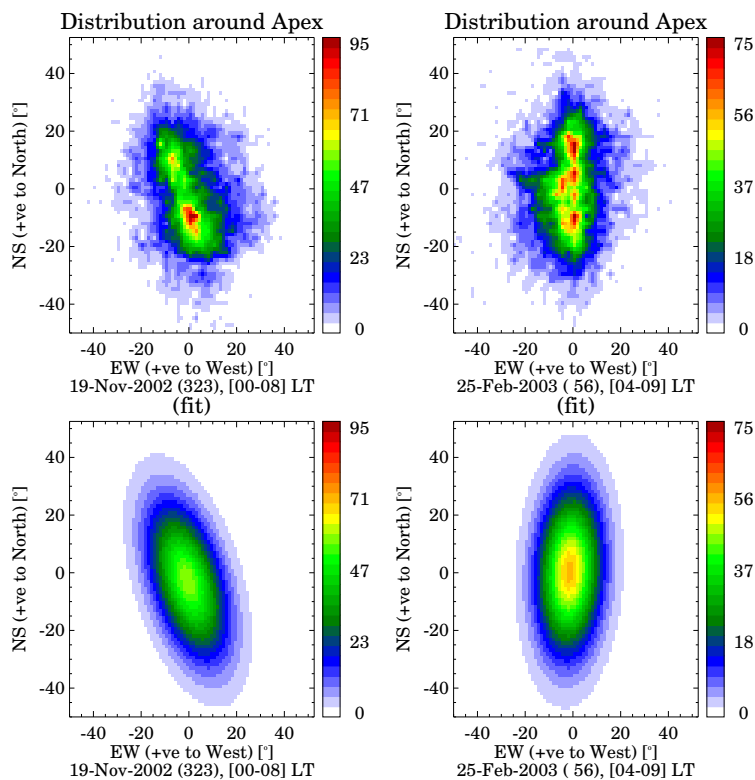 Distribution around Apex
NS (+ve to North) [°]
40
20
0
-20
-40
-40 -20 0 20 40
EW (+ve to West) [°]
19-Nov-2002 (323), [00-08] LT
95
71
47
23
0
Distribution around Apex
NS (+ve to North) [°]
40
20
0
-20
-40
-40 -20 0 20 40
EW (+ve to West) [°]
25-Feb-2003 ( 56), [04-09] LT
75
56
37
18
0
(fit)
NS (+ve to North) [°]
40
20
0
-20
-40
-40 -20 0 20 40
EW (+ve to West) [°]
19-Nov-2002 (323), [00-08] LT
95
71
47
23
0
(fit)
NS (+ve to North) [°]
40
20
0
-20
-40
-40 -20 0 20 40
EW (+ve to West) [°]
25-Feb-2003 ( 56), [04-09] LT
75
56
37
18
0